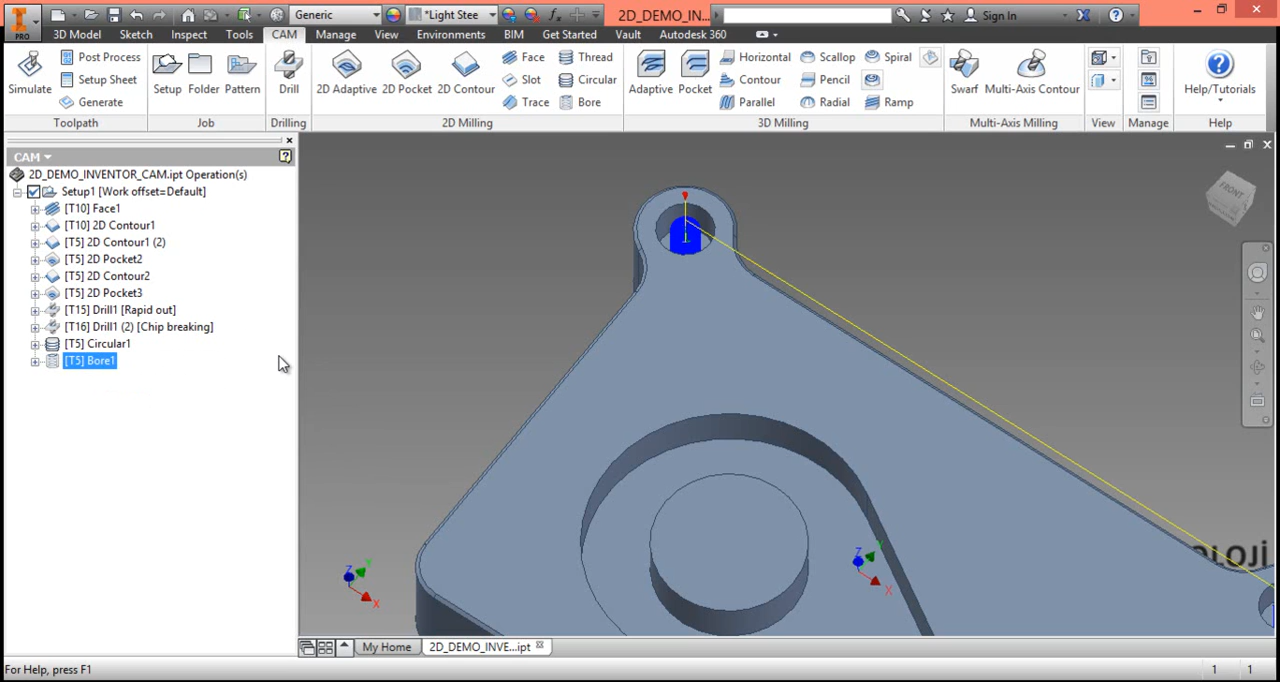 Generic
*Light Stee
2D_DEMO_IN...
Sign In
PRO
3D Model
Sketch
Inspect
Tools
CAM
Manage
View
Environments
BIM
Get Started
Vault
Autodesk 360
Simulate
Post Process
Setup Sheet
Generate
Toolpath
Setup
Folder
Pattern
Job
Drill
Drilling
2D Adaptive
2D Pocket
2D Contour
Face
Slot
Trace
Thread
Circular
Bore
2D Milling
Adaptive
Pocket
Horizontal
Contour
Parallel
Scallop
Pencil
Radial
Spiral
Ramp
3D Milling
Swarf
Multi-Axis Contour
Multi-Axis Milling
View
Manage
Help/Tutorials
Help
CAM
2D_DEMO_INVENTOR_CAM.ipt Operation(s)
Setup1 [Work offset=Default]
[T10] Face1
[T10] 2D Contour1
[T5] 2D Contour1 (2)
[T5] 2D Pocket2
[T5] 2D Contour2
[T5] 2D Pocket3
[T15] Drill1 [Rapid out]
[T16] Drill1 (2) [Chip breaking]
[T5] Circular1
[T5] Bore1
FRONT
Z
Y
X
Z
X
My Home
2D_DEMO_INVE...ipt
For Help, press F1
1
1